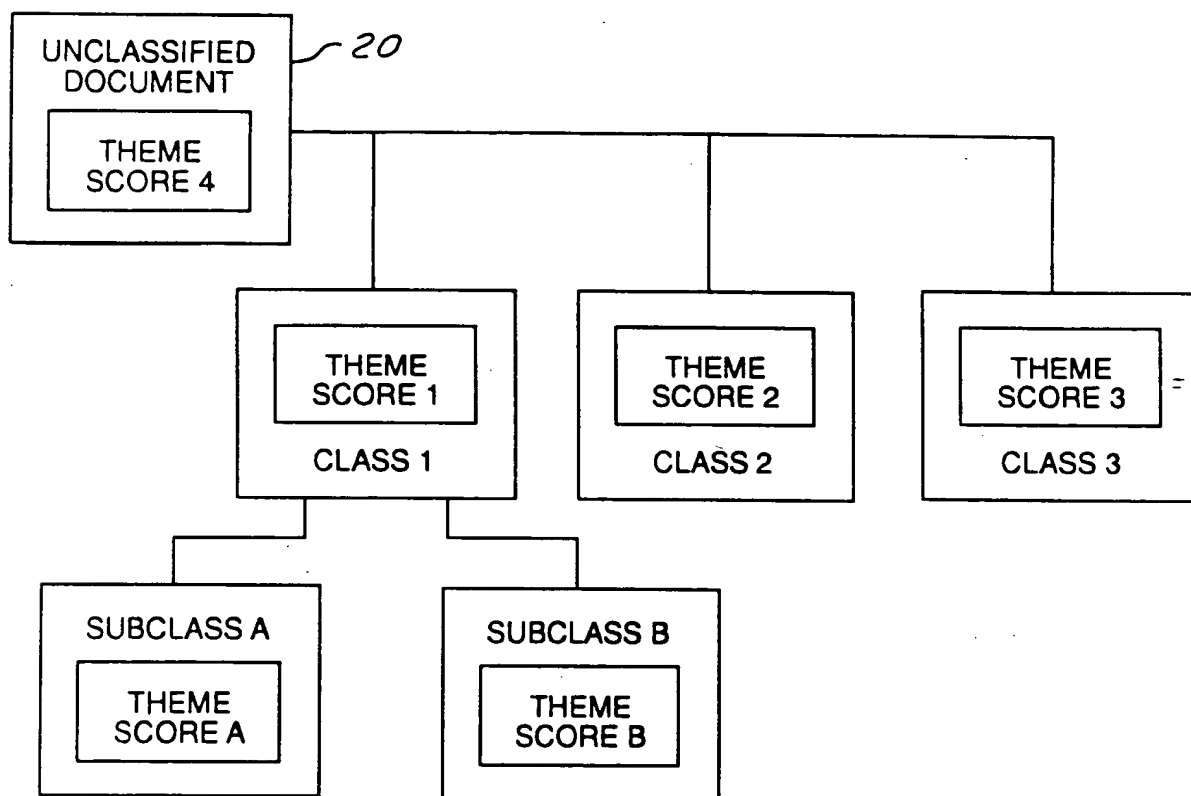 UNCLASSIFIED
DOCUMENT
20
THEME
SCORE 4
THEME
SCORE 1
CLASS 1
THEME
SCORE 2
CLASS 2
THEME
SCORE 3
CLASS 3
SUBCLASS A
THEME
SCORE A
SUBCLASS B
THEME
SCORE B